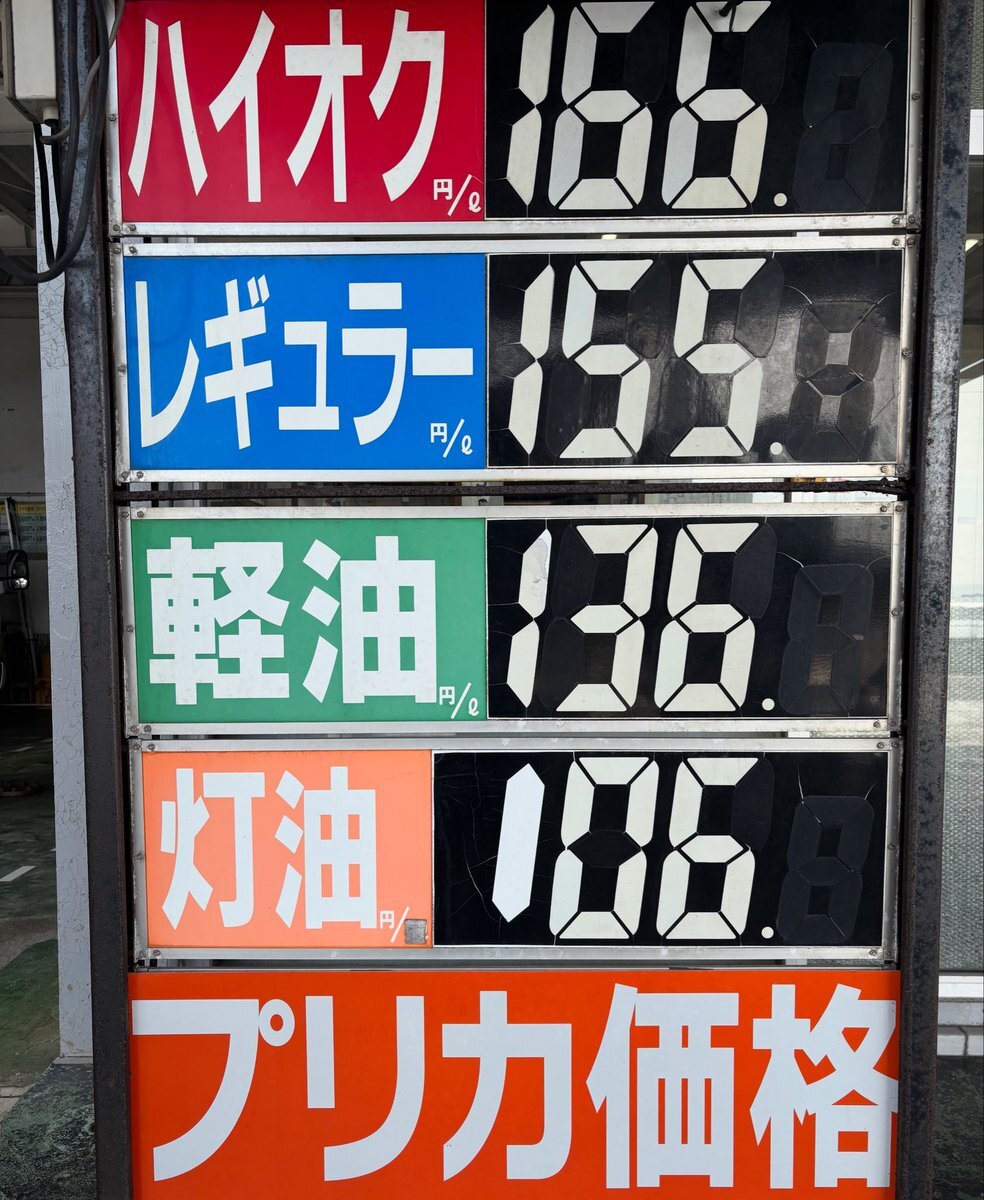 ハイオク 円/ℓ 166.
レギュラー 円/ℓ 155.
軽油 円/ℓ 136.
灯油 円/ 106.
プリカ価格